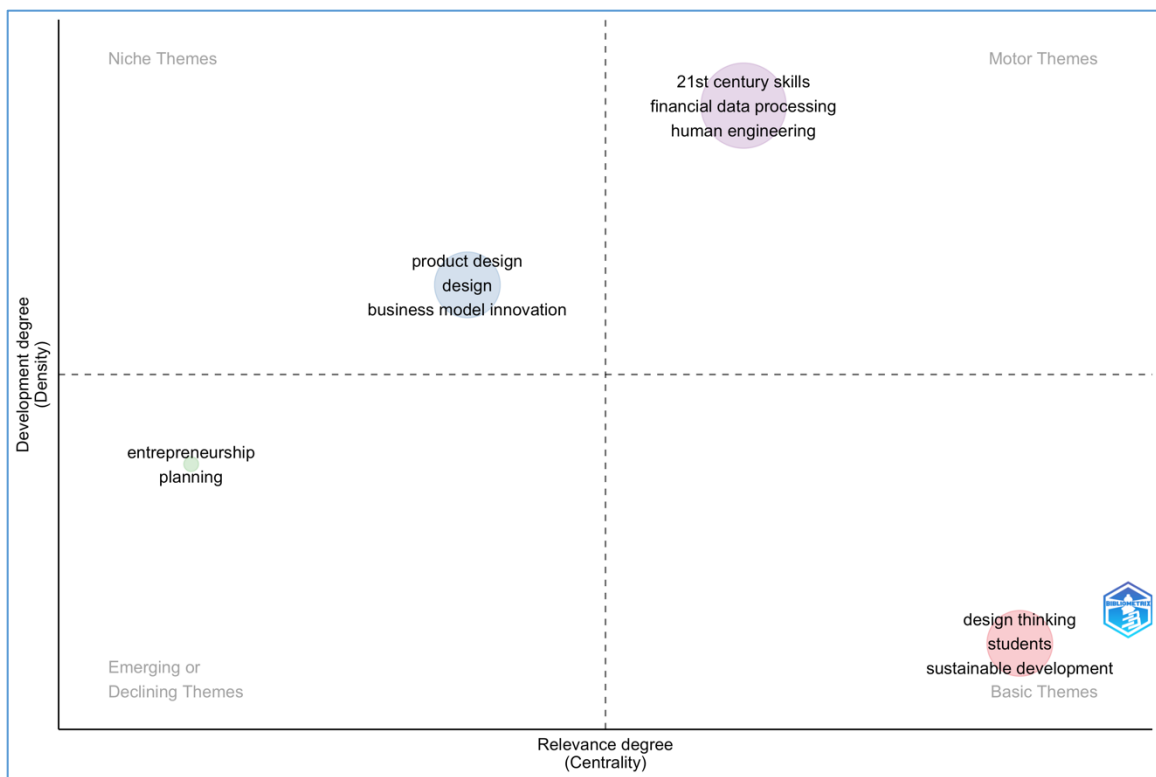 Niche Themes
Motor Themes
21st century skills
financial data processing
human engineering
product design
design
business model innovation
Development degree
(Density)
entrepreneurship
planning
BIBLIOMETRIX
design thinking
students
sustainable development
Emerging or
Declining Themes
Basic Themes
Relevance degree
(Centrality)